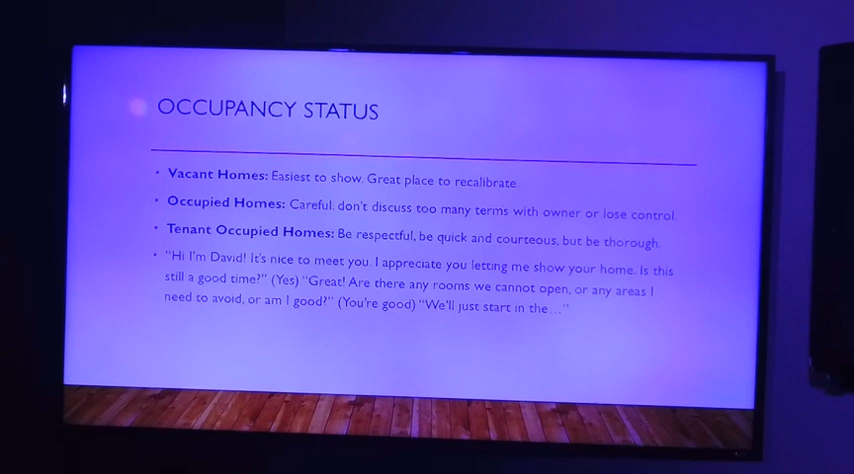 OCCUPANCY STATUS
• Vacant Homes: Easiest to show. Great place to recalibrate
• Occupied Homes: Careful: don't discuss too many terms with owner or lose control.
• Tenant Occupied Homes: Be respectful, be quick and courteous, but be thorough.
• "Hi I'm David! It's nice to meet you. I appreciate you letting me show your home. Is this
still a good time?" (Yes) "Great! Are there any rooms we cannot open, or any areas I
need to avoid, or am I good?" (You're good) "We'll just start in the…"